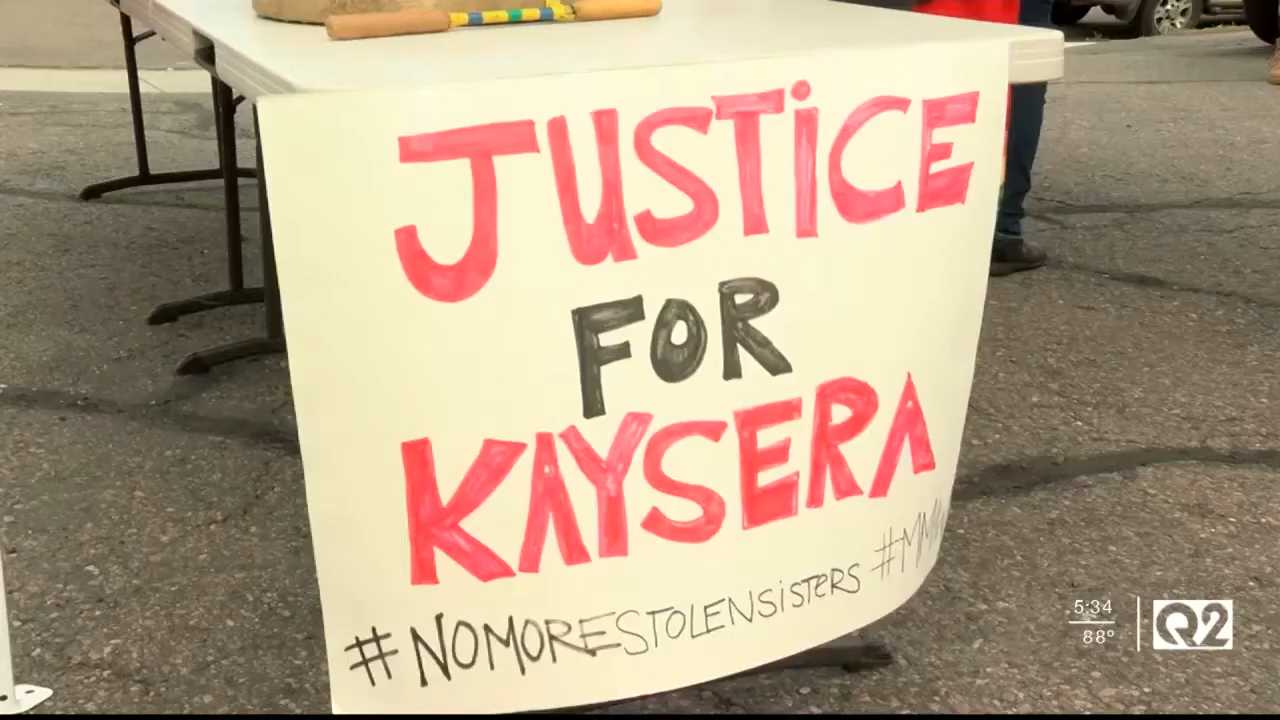 JUSTICE
FOR
KAYSERA
#NOMORESTOLENSISTERS
5:34
88°
Q2